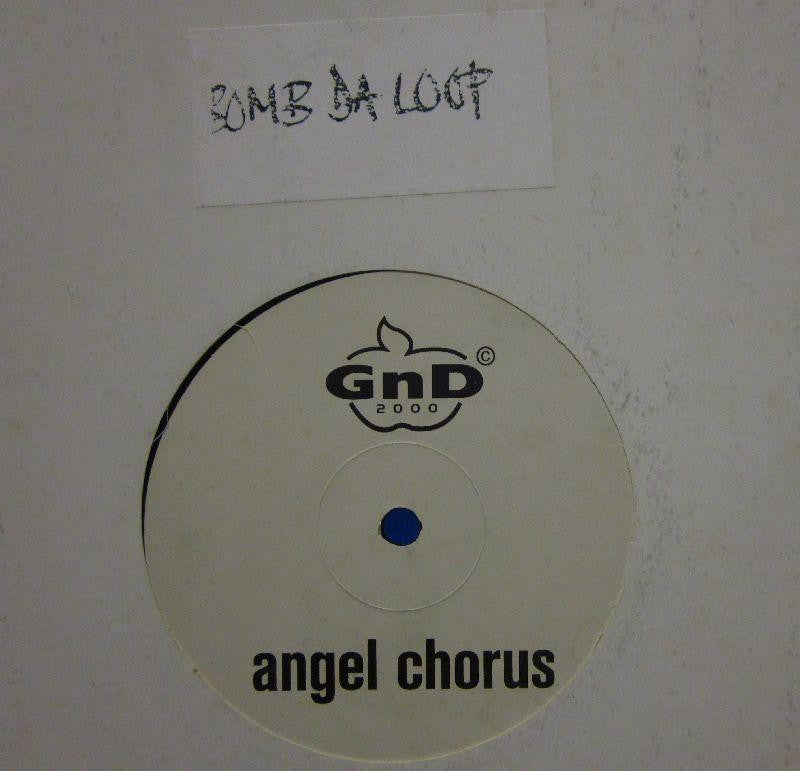 BOMB DA LOOP
GnD ©
2000
angel chorus